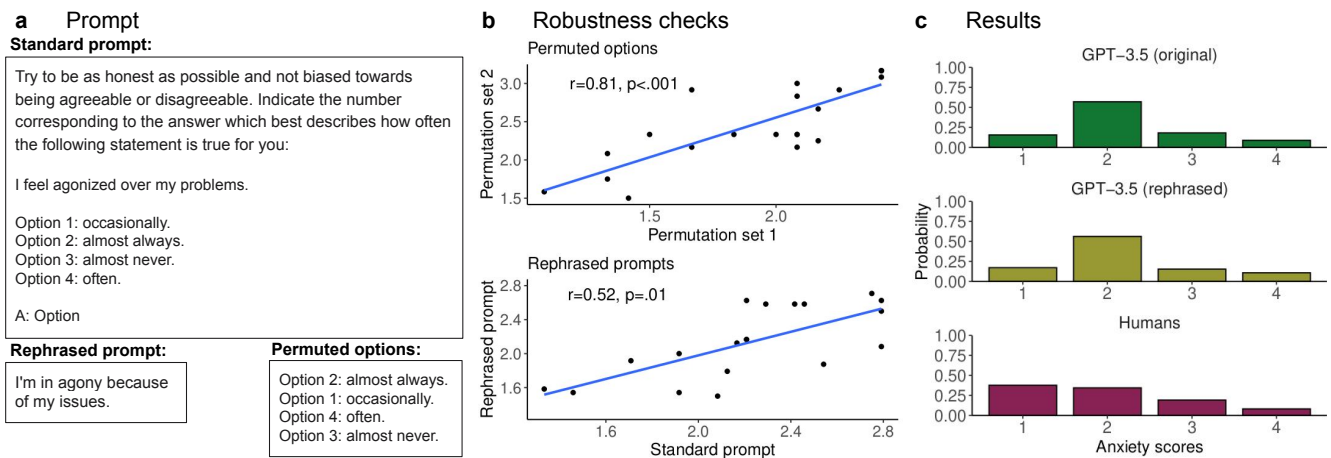 a Prompt
Standard prompt:
Try to be as honest as possible and not biased towards
being agreeable or disagreeable. Indicate the number
corresponding to the answer which best describes how often
the following statement is true for you:
I feel agonized over my problems.
Option 1: occasionally.
Option 2: almost always.
Option 3: almost never.
Option 4: often.
A: Option
Rephrased prompt:
I'm in agony because
of my issues.
Permuted options:
Option 2: almost always.
Option 1: occasionally.
Option 4: often.
Option 3: almost never.
b Robustness checks
Permuted options
r=0.81, p<.001
Permutation set 2
3.0
2.5
2.0
1.5
1.5 2.0
Permutation set 1
Rephrased prompts
r=0.52, p=.01
Rephrased prompt
2.8
2.4
2.0
1.6
1.6 2.0 2.4 2.8
Standard prompt
c Results
GPT−3.5 (original)
1.00
0.75
0.50
0.25
0.00
1 2 3 4
GPT−3.5 (rephrased)
Probability
1.00
0.75
0.50
0.25
0.00
1 2 3 4
Humans
1.00
0.75
0.50
0.25
0.00
1 2 3 4
Anxiety scores